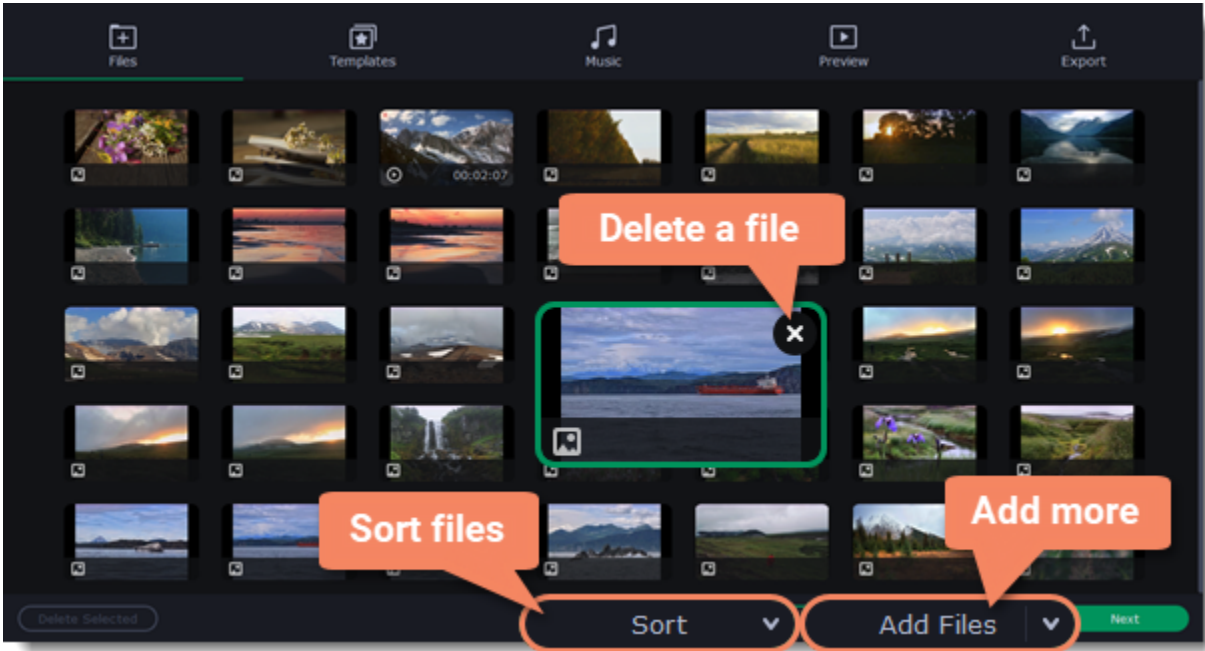 Files
Templates
Music
Preview
Export
00:02:07
Delete a file
Sort files
Add more
Delete Selected
Sort
Add Files
Next